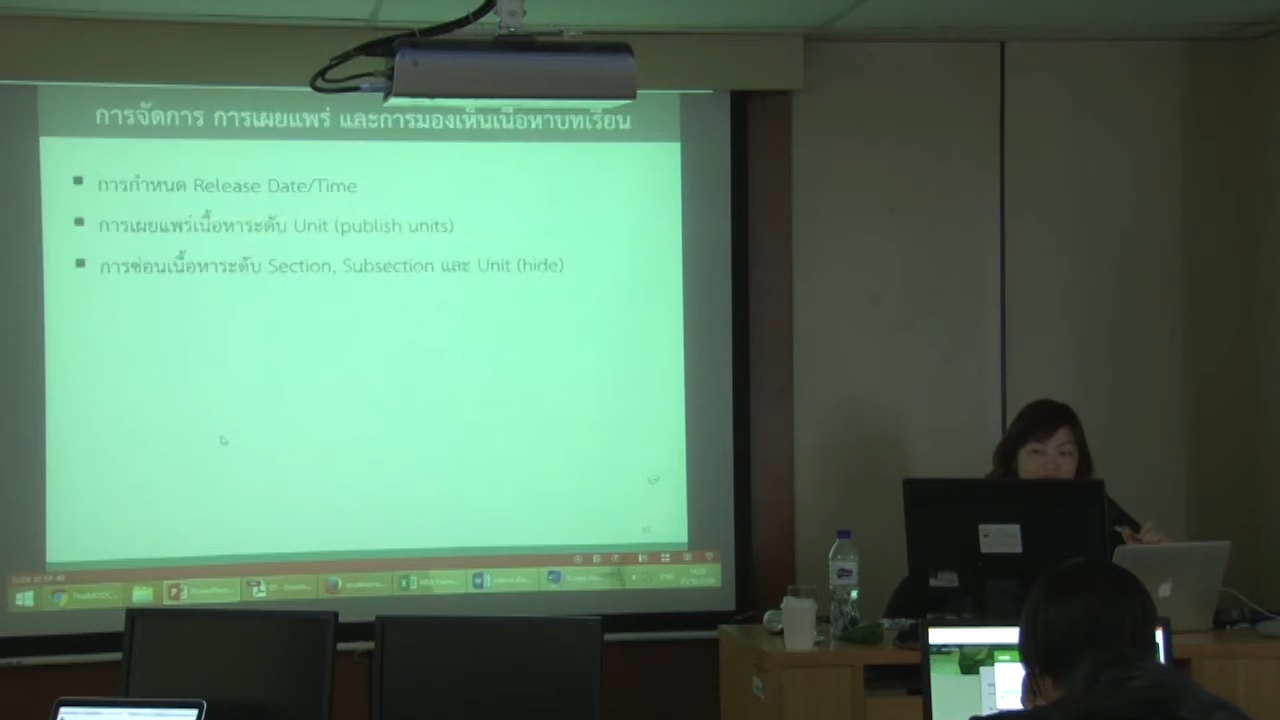 การจัดการ การเผยแพร่ และการมองเห็นเนื้อหาบทเรียน
การกำหนด Release Date/Time
การเผยแพร่เนื้อหาระดับ Unit (publish units)
การซ่อนเนื้อหาระดับ Section, Subsection และ Unit (hide)